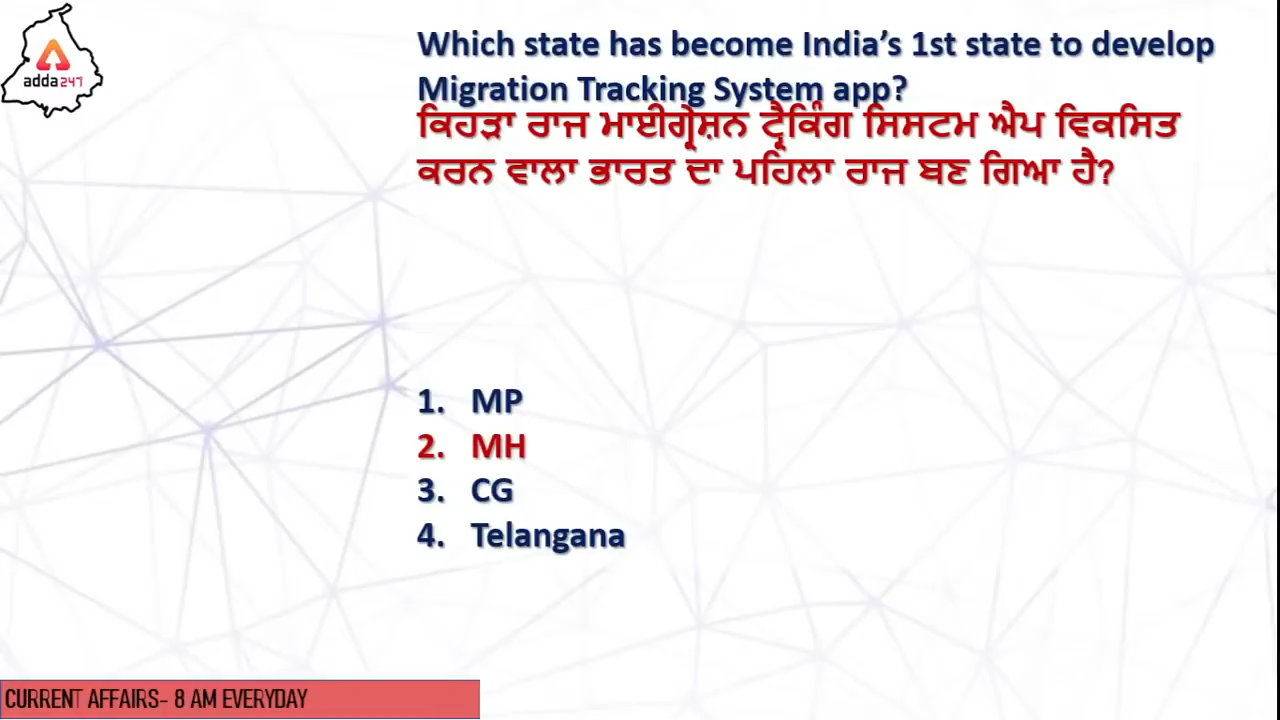 adda247
Which state has become India's 1st state to develop
Migration Tracking System app?
ਕਿਹੜਾ ਰਾਜ ਮਾਈਗ੍ਰੇਸ਼ਨ ਟ੍ਰੈਕਿੰਗ ਸਿਸਟਮ ਐਪ ਵਿਕਸਿਤ
ਕਰਨ ਵਾਲਾ ਭਾਰਤ ਦਾ ਪਹਿਲਾ ਰਾਜ ਬਣ ਗਿਆ ਹੈ?
1. MP
2. MH
3. CG
4. Telangana
CURRENT AFFAIRS- 8 AM EVERYDAY